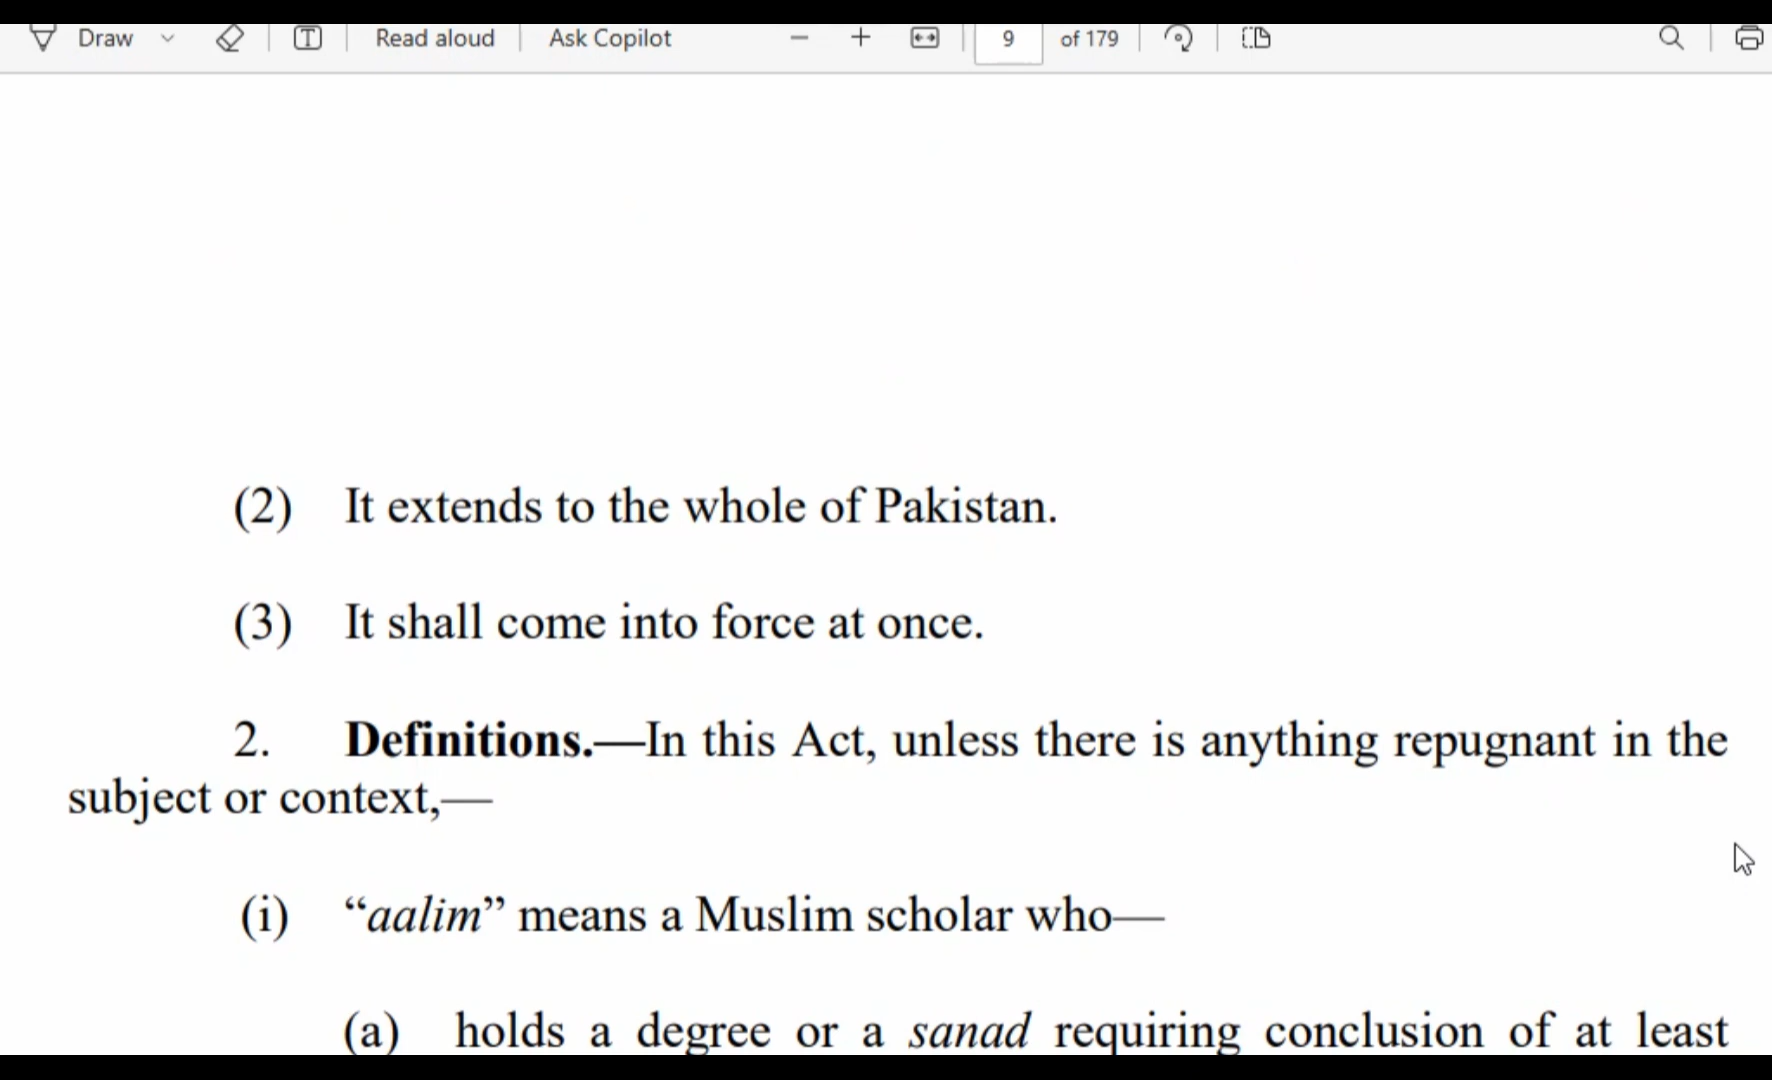 Draw
Read aloud
Ask Copilot
9 of 179
(2) It extends to the whole of Pakistan.
(3) It shall come into force at once.
2. Definitions.—In this Act, unless there is anything repugnant in the
subject or context,—
(i) “aalim” means a Muslim scholar who—
(a) holds a degree or a sanad requiring conclusion of at least